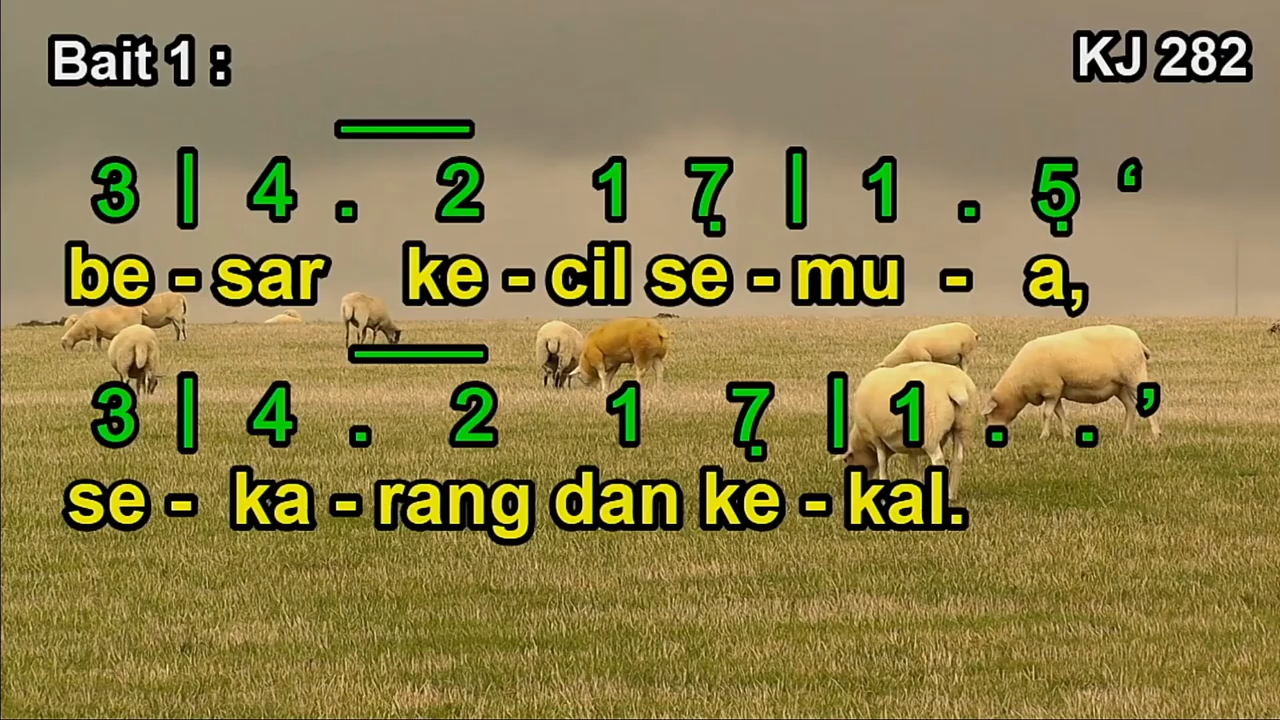 Bait 1 : KJ 282
3 | 4 . 2 1 7̣ | 1 . 5̣ ‘
be - sar ke - cil se - mu - a,
3 | 4 . 2 1 7̣ | 1 . . ’
se - ka - rang dan ke - kal.